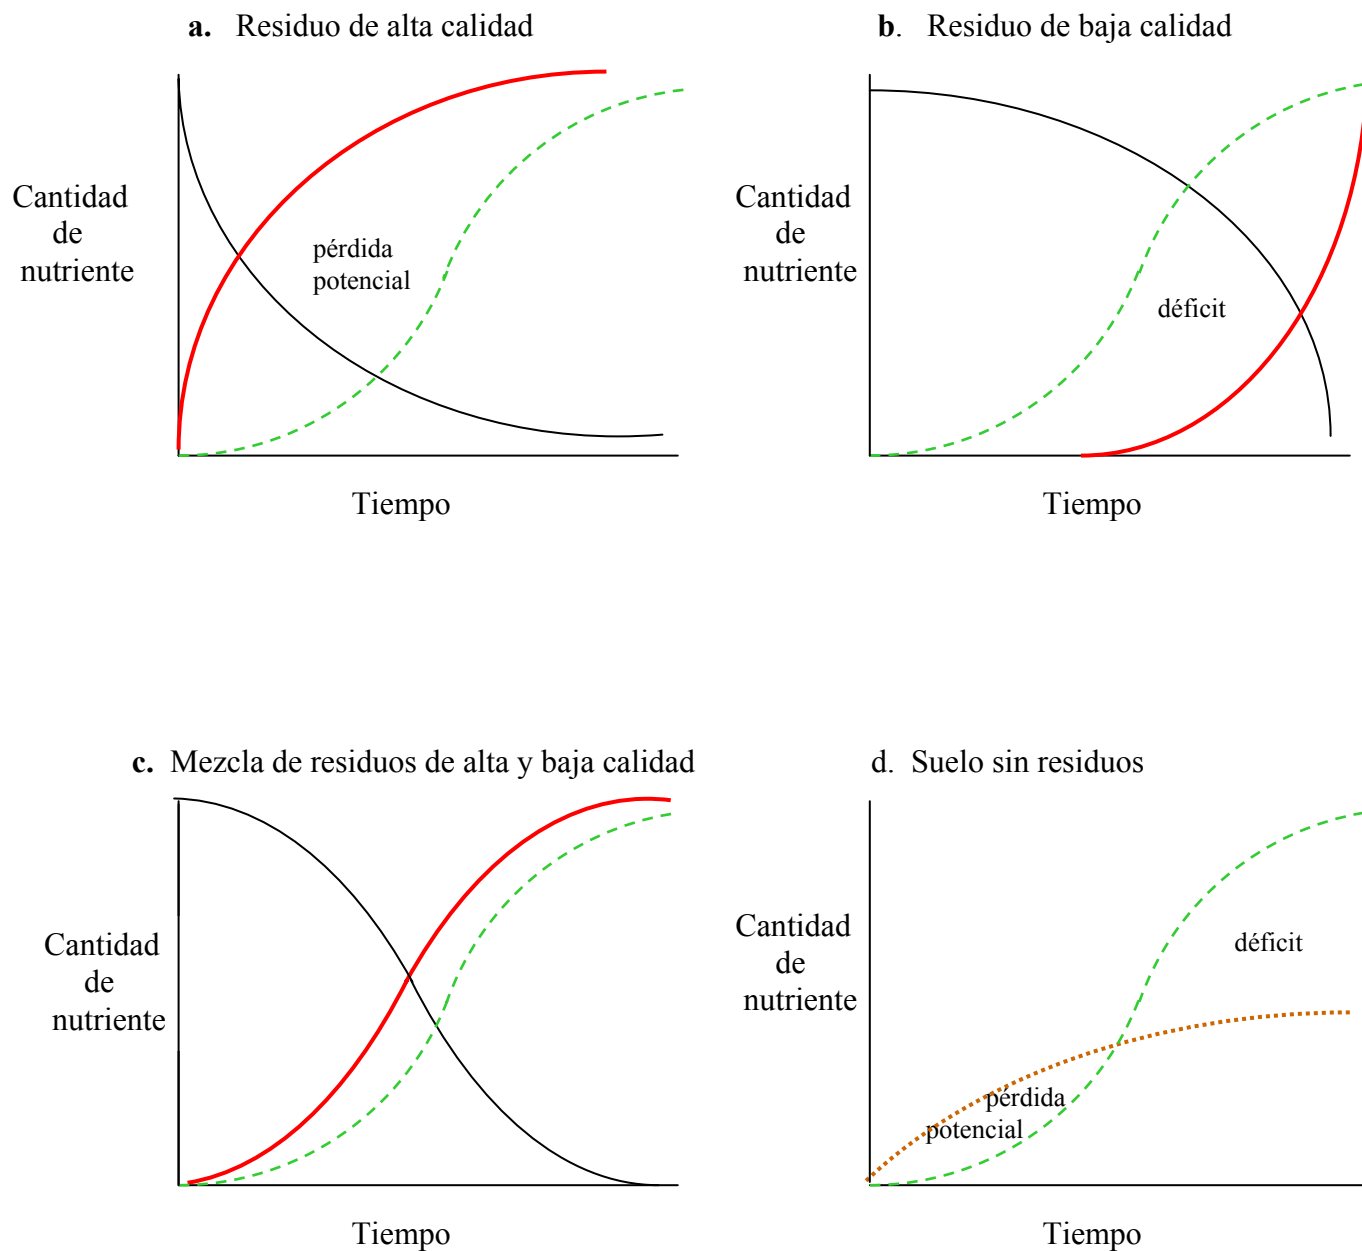 a. Residuo de alta calidad
Cantidad
de
nutriente
pérdida
potencial
Tiempo
b. Residuo de baja calidad
Cantidad
de
nutriente
déficit
Tiempo
c. Mezcla de residuos de alta y baja calidad
Cantidad
de
nutriente
Tiempo
d. Suelo sin residuos
Cantidad
de
nutriente
déficit
pérdida
potencial
Tiempo